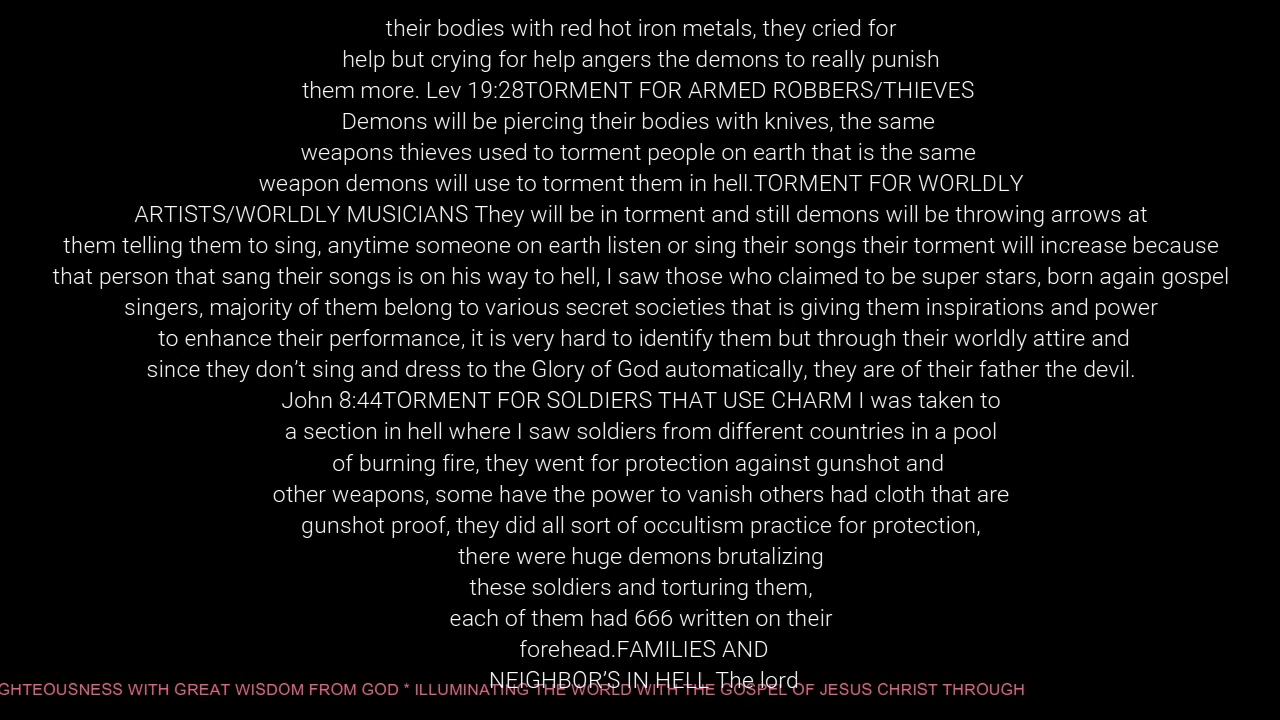 their bodies with red hot iron metals, they cried for
help but crying for help angers the demons to really punish
them more. Lev 19:28TORMENT FOR ARMED ROBBERS/THIEVES
Demons will be piercing their bodies with knives, the same
weapons thieves used to torment people on earth that is the same
weapon demons will use to torment them in hell.TORMENT FOR WORLDLY
ARTISTS/WORLDLY MUSICIANS They will be in torment and still demons will be throwing arrows at
them telling them to sing, anytime someone on earth listen or sing their songs their torment will increase because
that person that sang their songs is on his way to hell, I saw those who claimed to be super stars, born again gospel
singers, majority of them belong to various secret societies that is giving them inspirations and power
to enhance their performance, it is very hard to identify them but through their worldly attire and
since they don’t sing and dress to the Glory of God automatically, they are of their father the devil.
John 8:44TORMENT FOR SOLDIERS THAT USE CHARM I was taken to
a section in hell where I saw soldiers from different countries in a pool
of burning fire, they went for protection against gunshot and
other weapons, some have the power to vanish others had cloth that are
gunshot proof, they did all sort of occultism practice for protection,
there were huge demons brutalizing
these soldiers and torturing them,
each of them had 666 written on their
forehead.FAMILIES AND
NEIGHBOR’S IN HELL The lord
GHTEOUSNESS WITH GREAT WISDOM FROM GOD * ILLUMINATING THE WORLD WITH THE GOSPEL OF JESUS CHRIST THROUGH